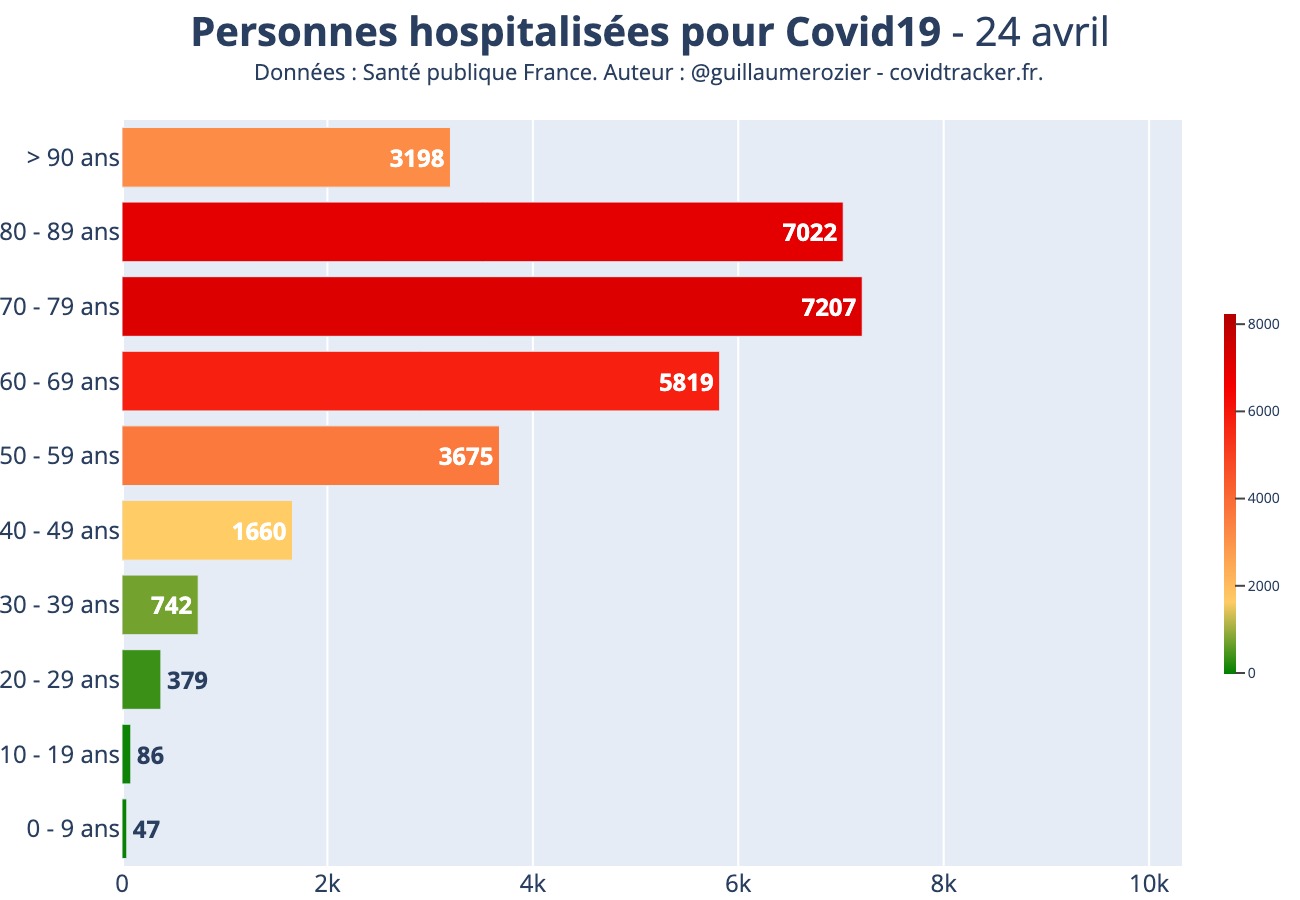 Personnes hospitalisées pour Covid19 - 24 avril
Données : Santé publique France. Auteur : @guillaumerozier - covidtracker.fr.
> 90 ans 3198
80 - 89 ans 7022
70 - 79 ans 7207
60 - 69 ans 5819
50 - 59 ans 3675
40 - 49 ans 1660
30 - 39 ans 742
20 - 29 ans 379
10 - 19 ans 86
0 - 9 ans 47
0 2k 4k 6k 8k 10k
8000
6000
4000
2000
0